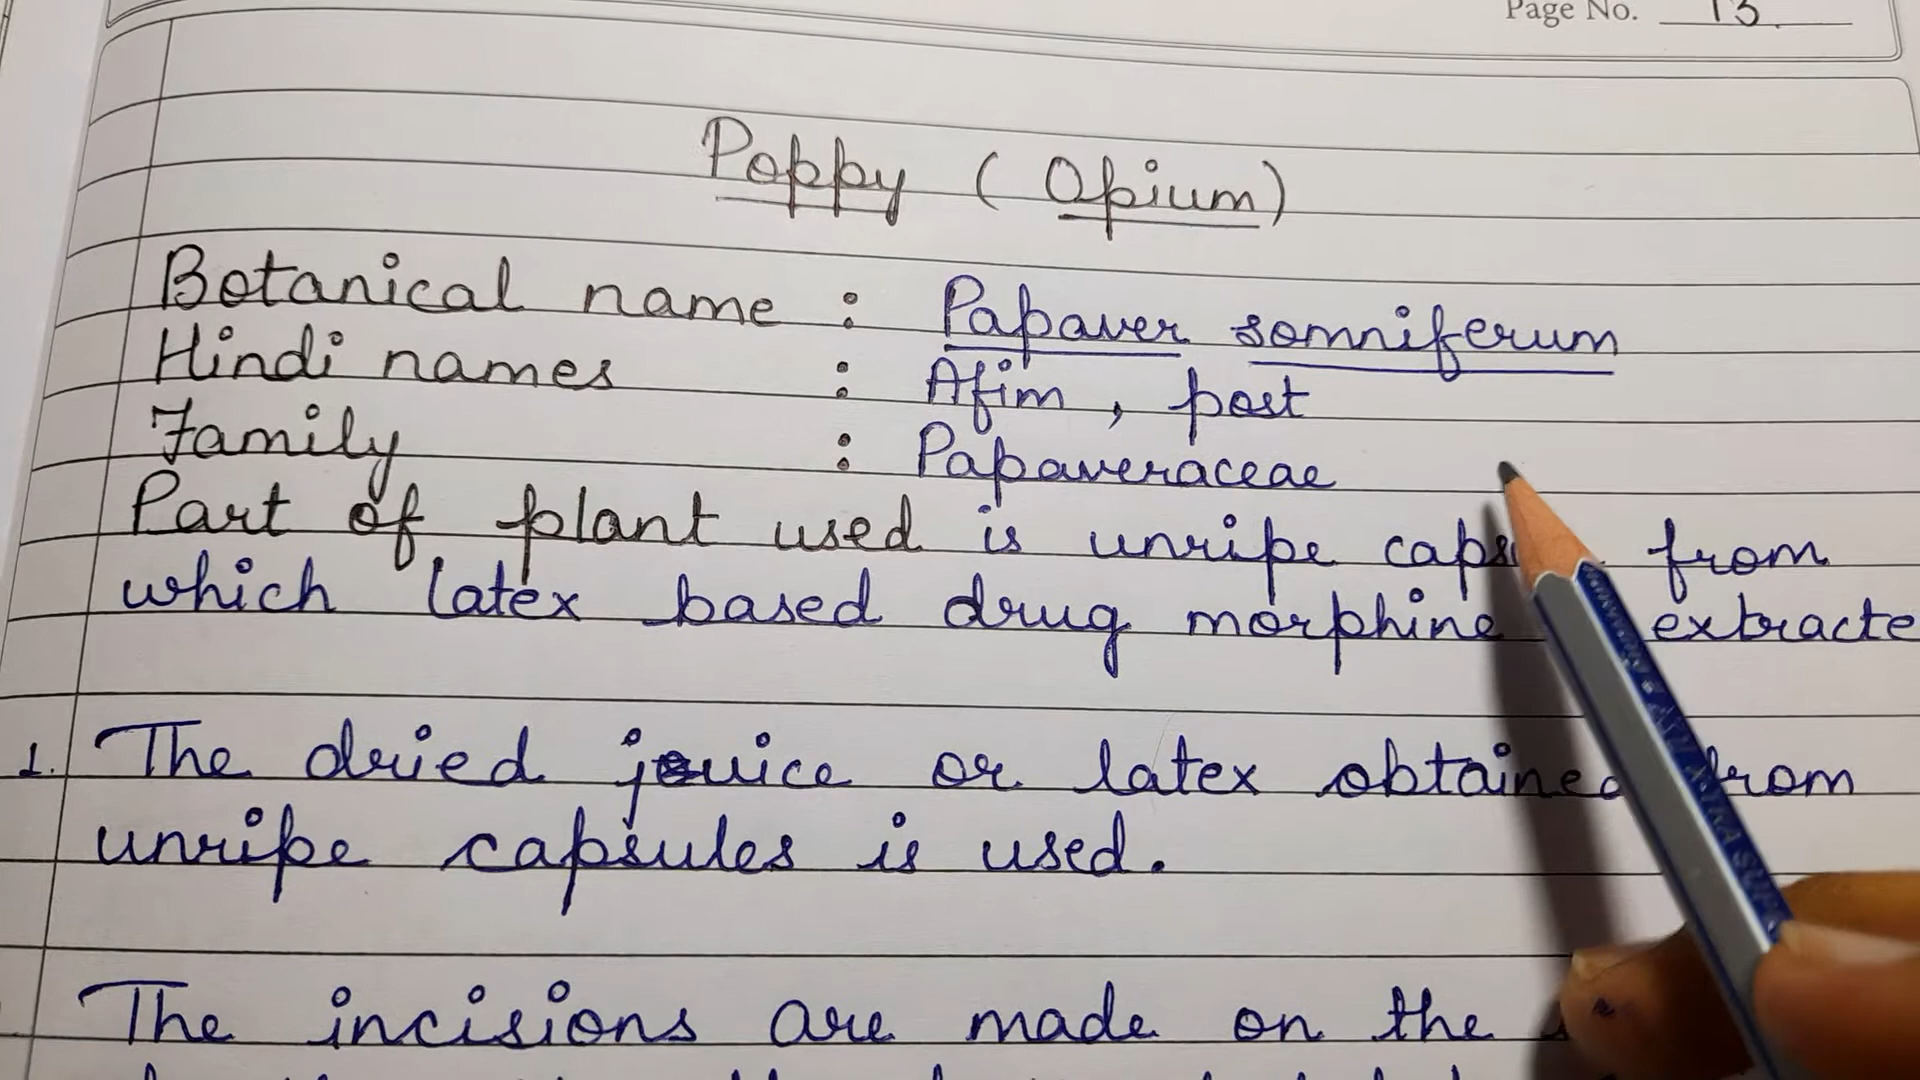 Page No. 13
Poppy (Opium)
Botanical name : Papaver somniferum
Hindi names : Afim, post
Family : Papaveraceae
Part of plant used is unripe from
which latex based drug morphine extracte
1. The dried jouice or latex obtained from
unripe capsules is used.
The incisions are made on the